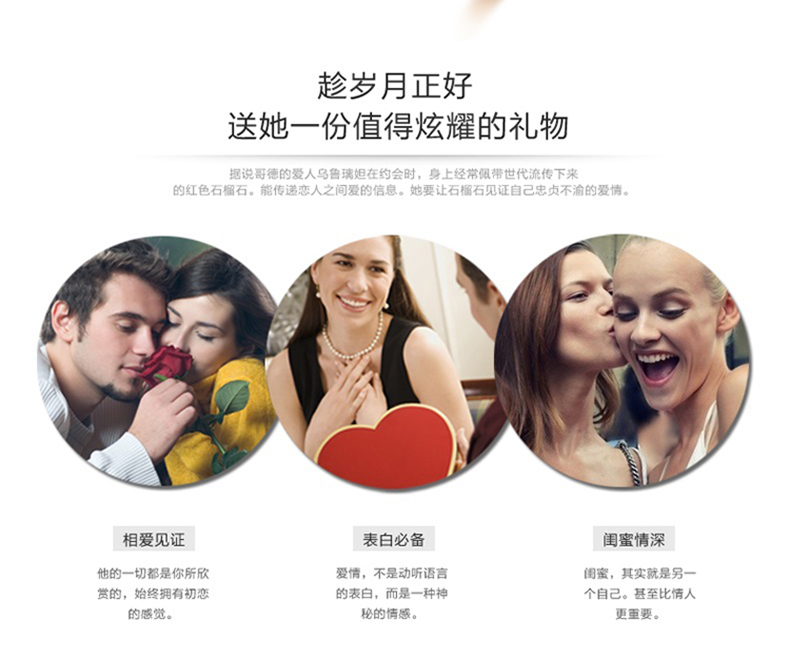 趁岁月正好
送她一份值得炫耀的礼物
据说哥德的爱人乌鲁璃妲在约会时，身上经常佩带世代流传下来
的红色石榴石。能传递恋人之间爱的信息。她要让石榴石见证自己忠贞不渝的爱情。
相爱见证
他的一切都是你所欣
赏的，始终拥有初恋
的感觉。
表白必备
爱情，不是动听语言
的表白，而是一种神
秘的情感。
闺蜜情深
闺蜜，其实就是另一
个自己。甚至比情人
更重要。